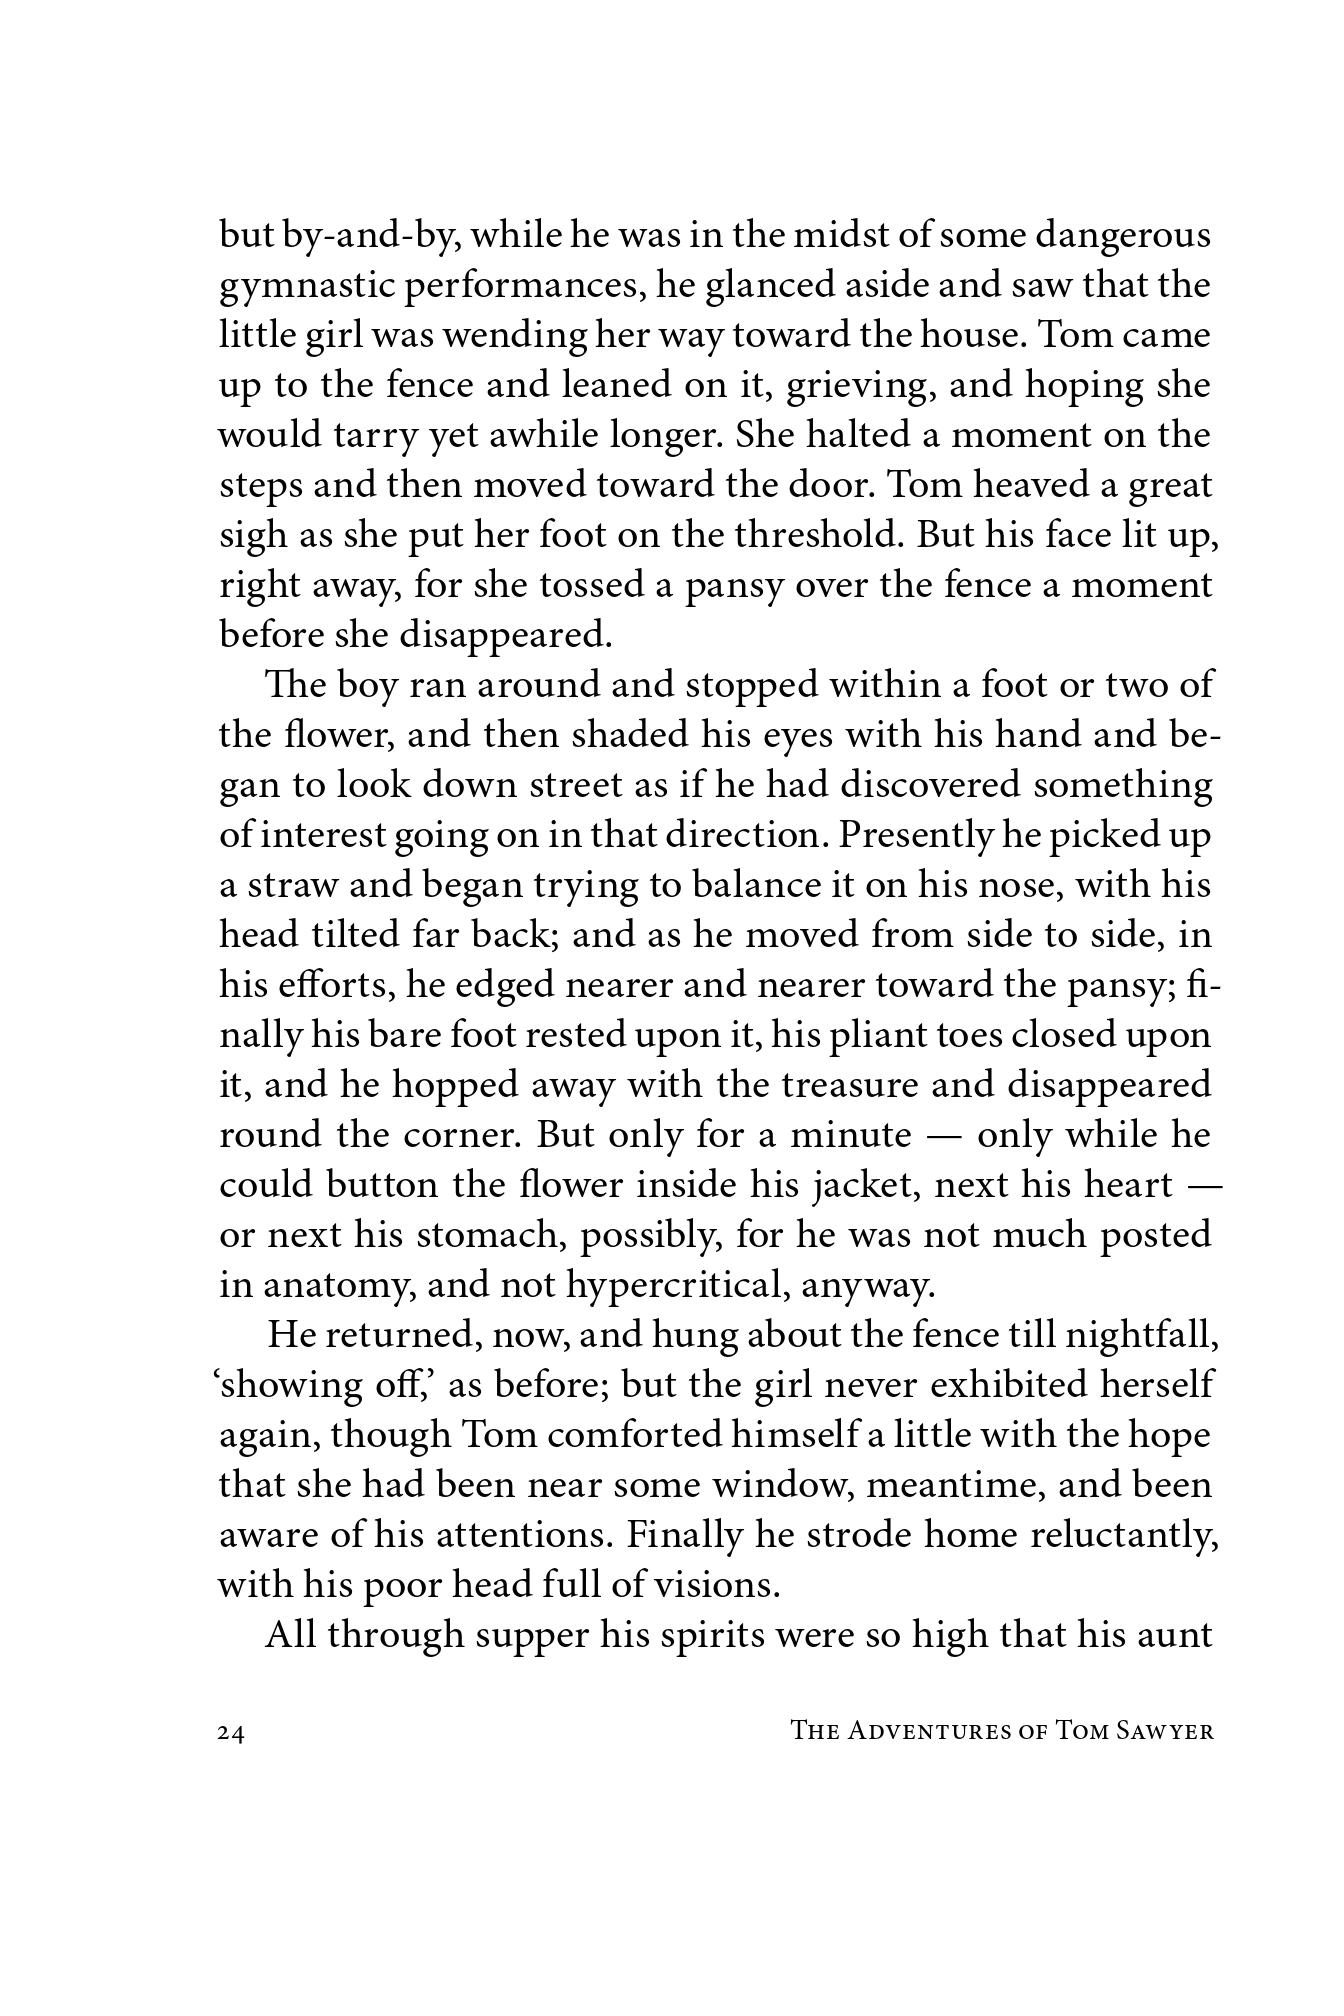 but by-and-by, while he was in the midst of some dangerous
gymnastic performances, he glanced aside and saw that the
little girl was wending her way toward the house. Tom came
up to the fence and leaned on it, grieving, and hoping she
would tarry yet awhile longer. She halted a moment on the
steps and then moved toward the door. Tom heaved a great
sigh as she put her foot on the threshold. But his face lit up,
right away, for she tossed a pansy over the fence a moment
before she disappeared.
The boy ran around and stopped within a foot or two of
the flower, and then shaded his eyes with his hand and be-
gan to look down street as if he had discovered something
of interest going on in that direction. Presently he picked up
a straw and began trying to balance it on his nose, with his
head tilted far back; and as he moved from side to side, in
his efforts, he edged nearer and nearer toward the pansy; fi-
nally his bare foot rested upon it, his pliant toes closed upon
it, and he hopped away with the treasure and disappeared
round the corner. But only for a minute — only while he
could button the flower inside his jacket, next his heart —
or next his stomach, possibly, for he was not much posted
in anatomy, and not hypercritical, anyway.
He returned, now, and hung about the fence till nightfall,
‘showing off,’ as before; but the girl never exhibited herself
again, though Tom comforted himself a little with the hope
that she had been near some window, meantime, and been
aware of his attentions. Finally he strode home reluctantly,
with his poor head full of visions.
All through supper his spirits were so high that his aunt
24 The Adventures of Tom Sawyer